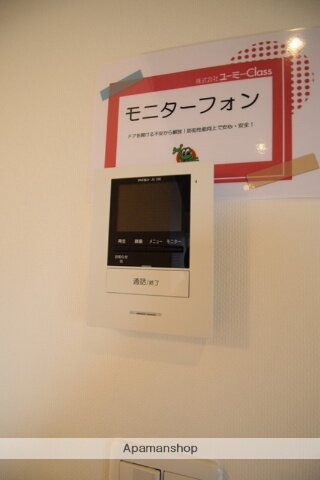 株式会社ユーミーClass
モニターフォン
ドアを開ける不安から解放！防犯性能向上で安心・安全！
再生 録画 メニュー モニター
通話/終了
Apamanshop